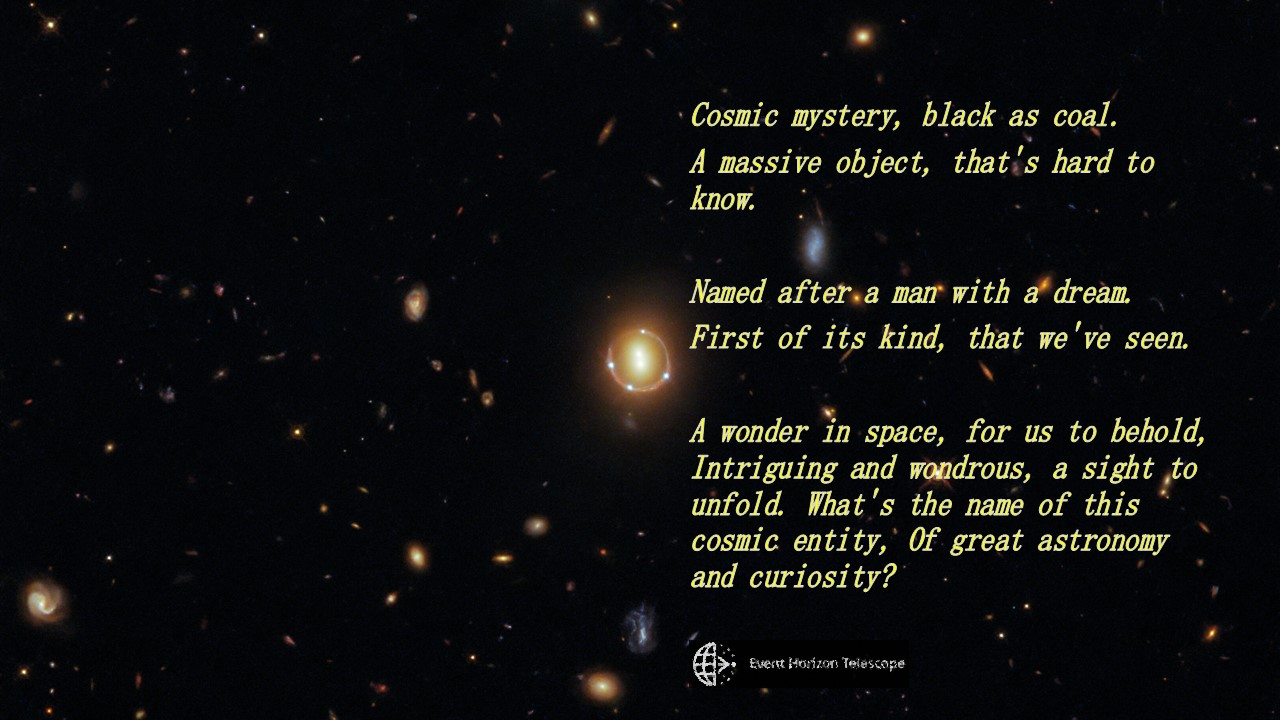 Cosmic mystery, black as coal.
A massive object, that's hard to
know.
Named after a man with a dream.
First of its kind, that we've seen.
A wonder in space, for us to behold,
Intriguing and wondrous, a sight to
unfold. What's the name of this
cosmic entity, Of great astronomy
and curiosity?
Event Horizon Telescope